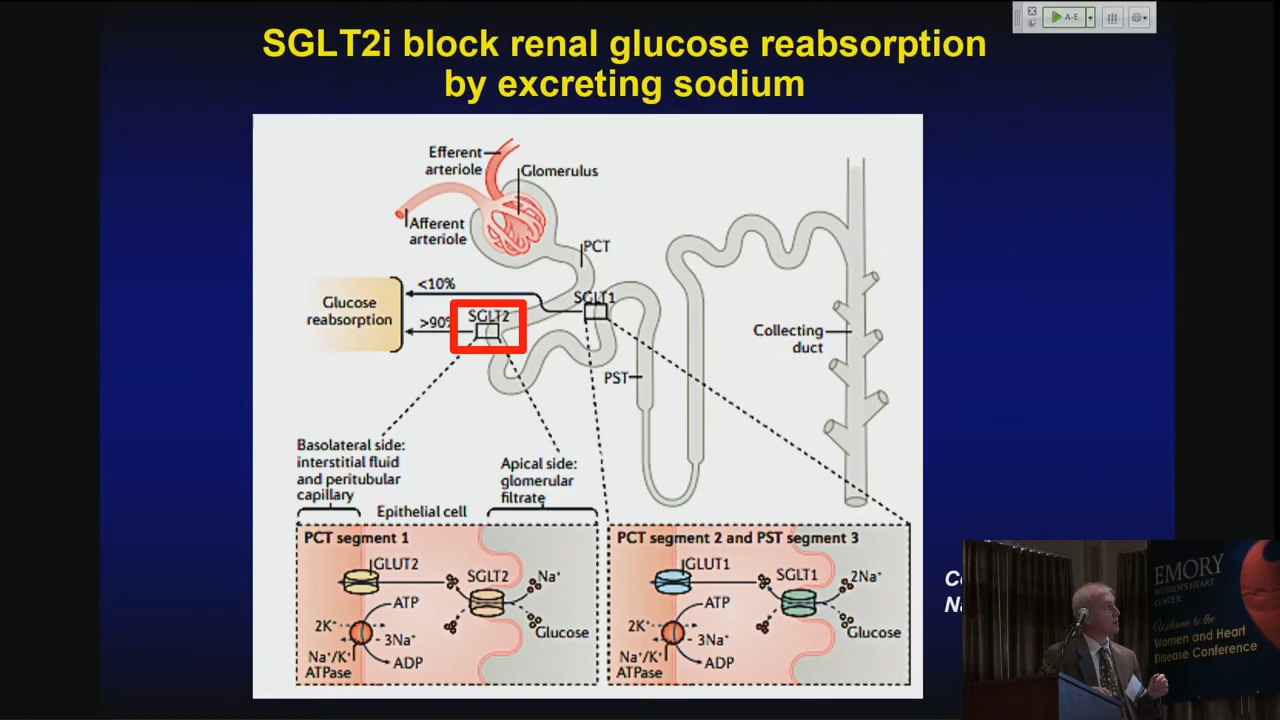 A-E
SGLT2i block renal glucose reabsorption
by excreting sodium
Efferent
arteriole
Glomerulus
Afferent
arteriole
PCT
<10%
SGLT1
Glucose
reabsorption
SGLT2
>90%
Collecting
duct
PST
Basolateral side:
interstitial fluid
and peritubular
capillary
Apical side:
glomerular
filtrate
Epithelial cell
PCT segment 1
GLUT2
SGLT2
Na⁺
ATP
2K⁺
3Na⁺
Glucose
Na⁺/K⁺
ATPase
ADP
PCT segment 2 and PST segment 3
GLUT1
SGLT1
2Na⁺
ATP
2K⁺
3Na⁺
Glucose
Na⁺/K⁺
ATPase
ADP
EMORY
WOMEN'S HEART
CENTER
Welcome to the
Women and Heart
Disease Conference